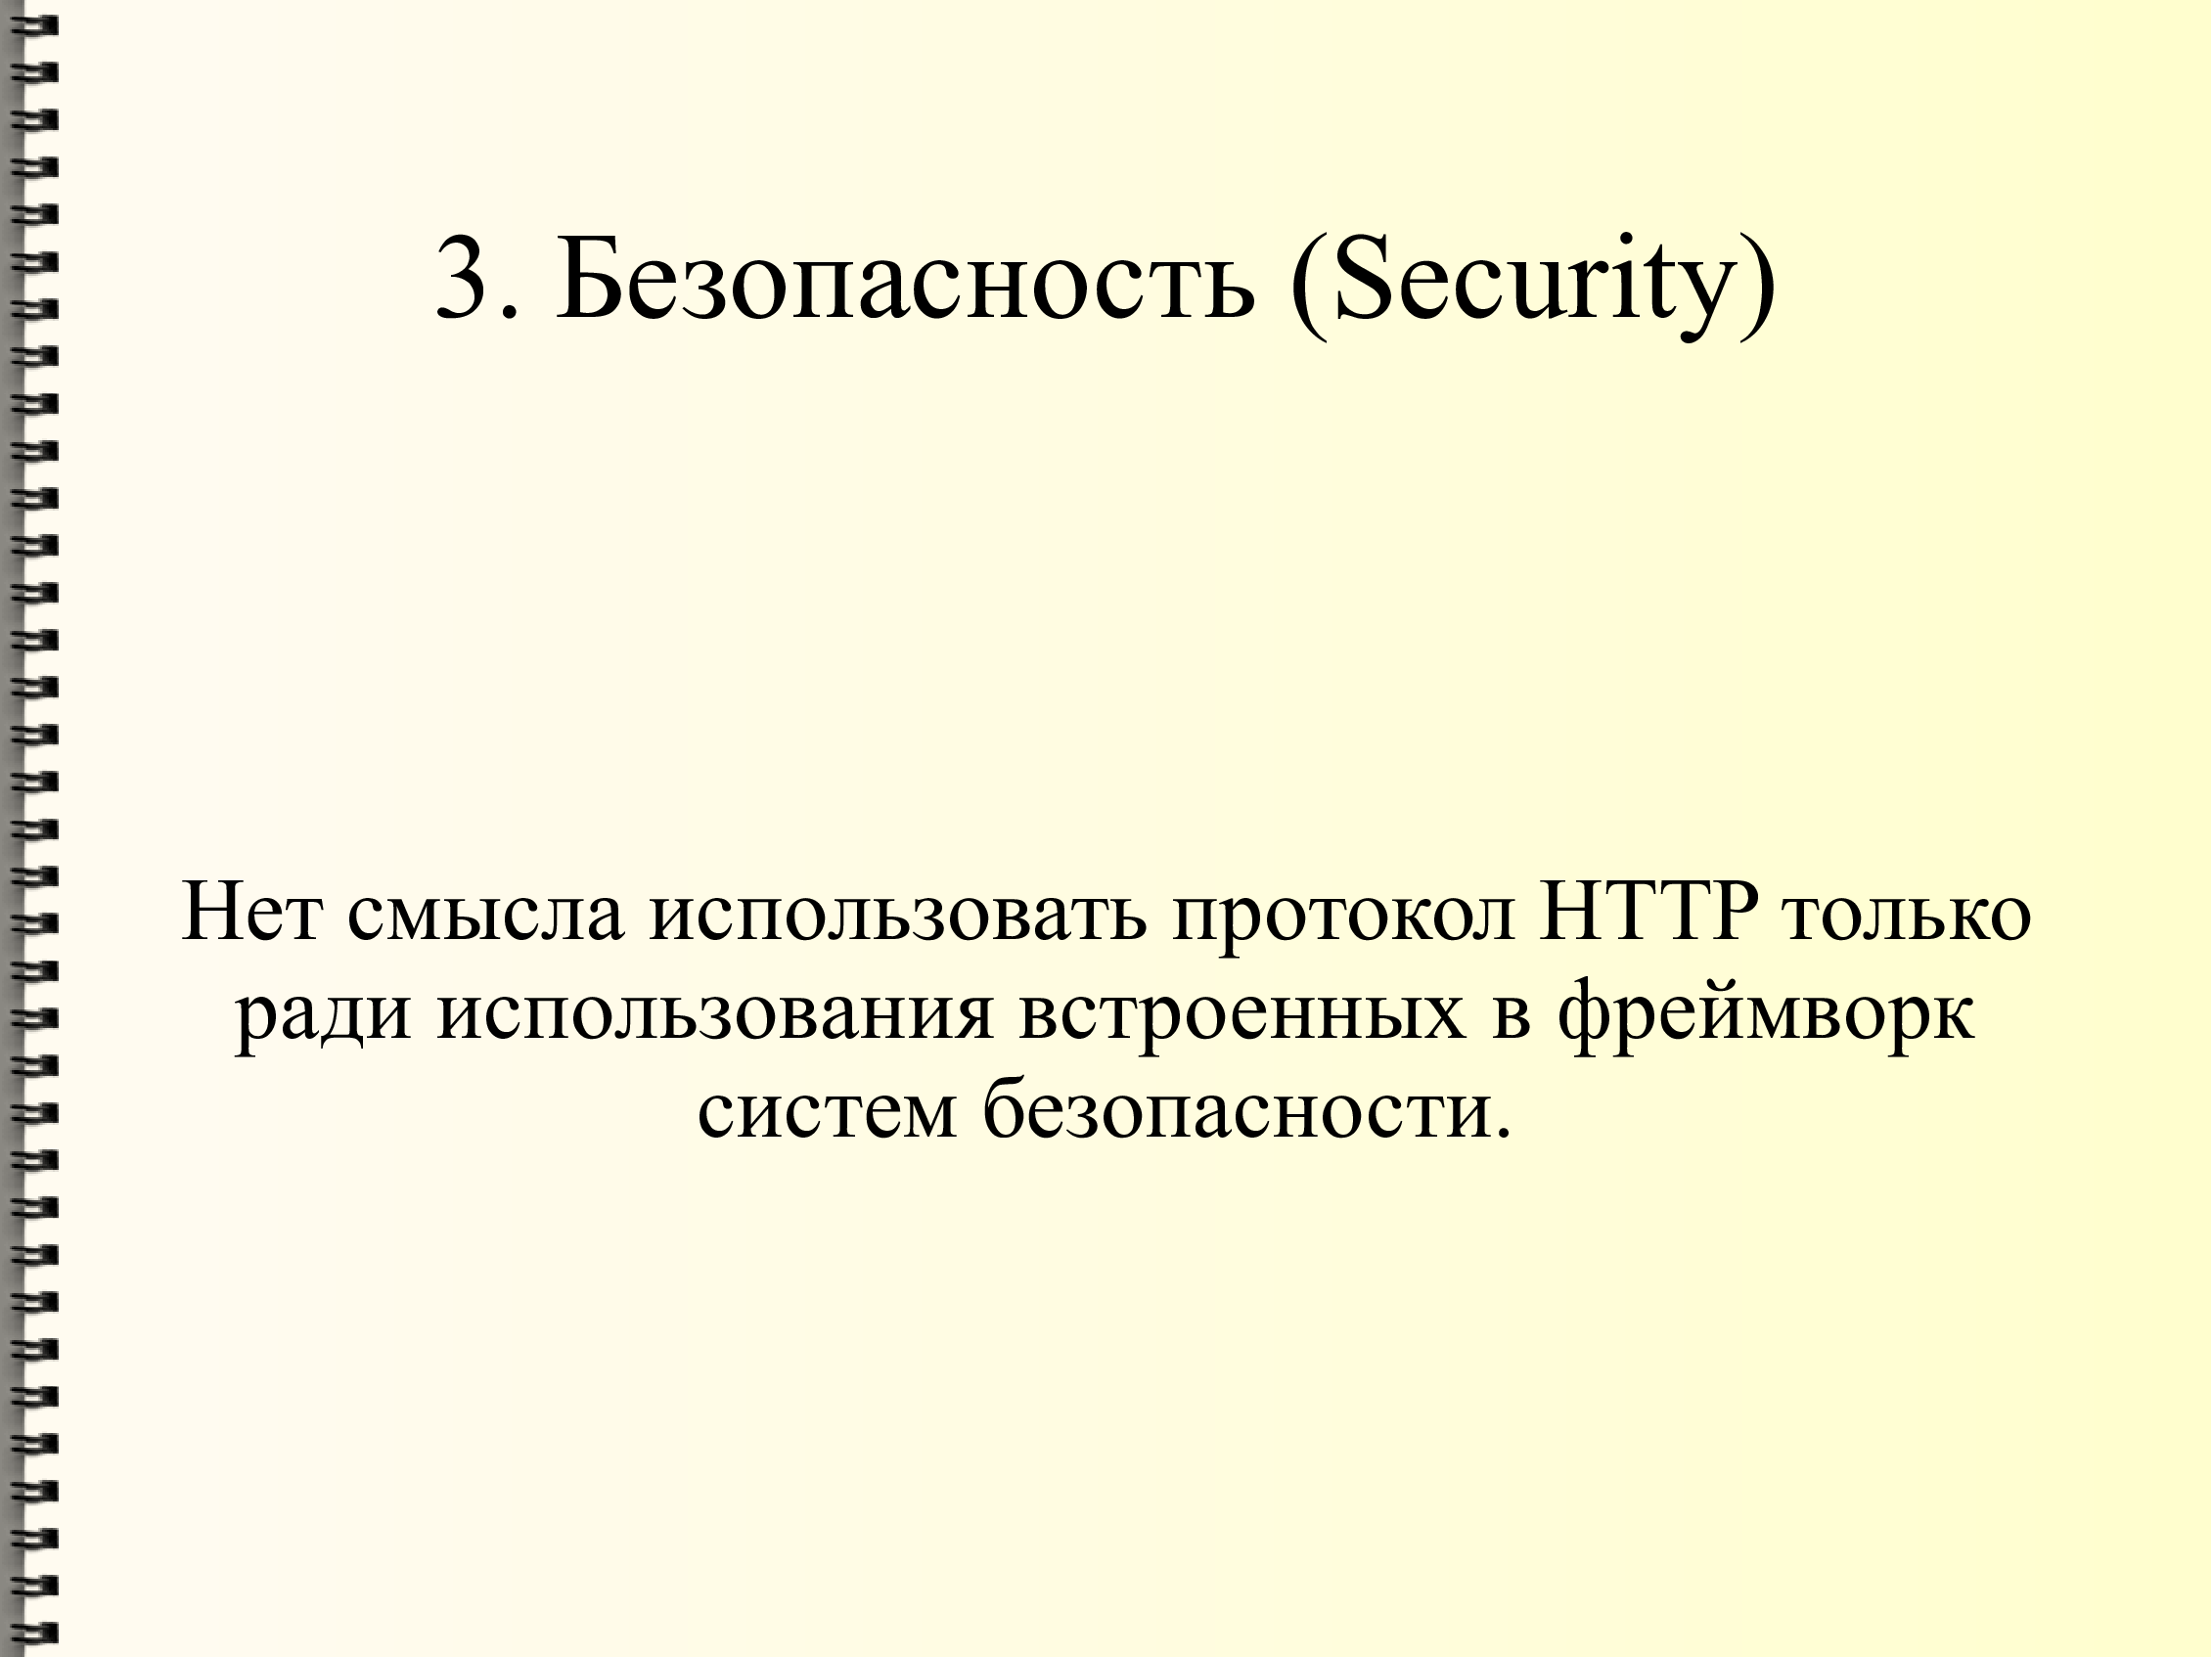 3. Безопасность (Security)
Нет смысла использовать протокол HTTP только
ради использования встроенных в фреймворк
систем безопасности.